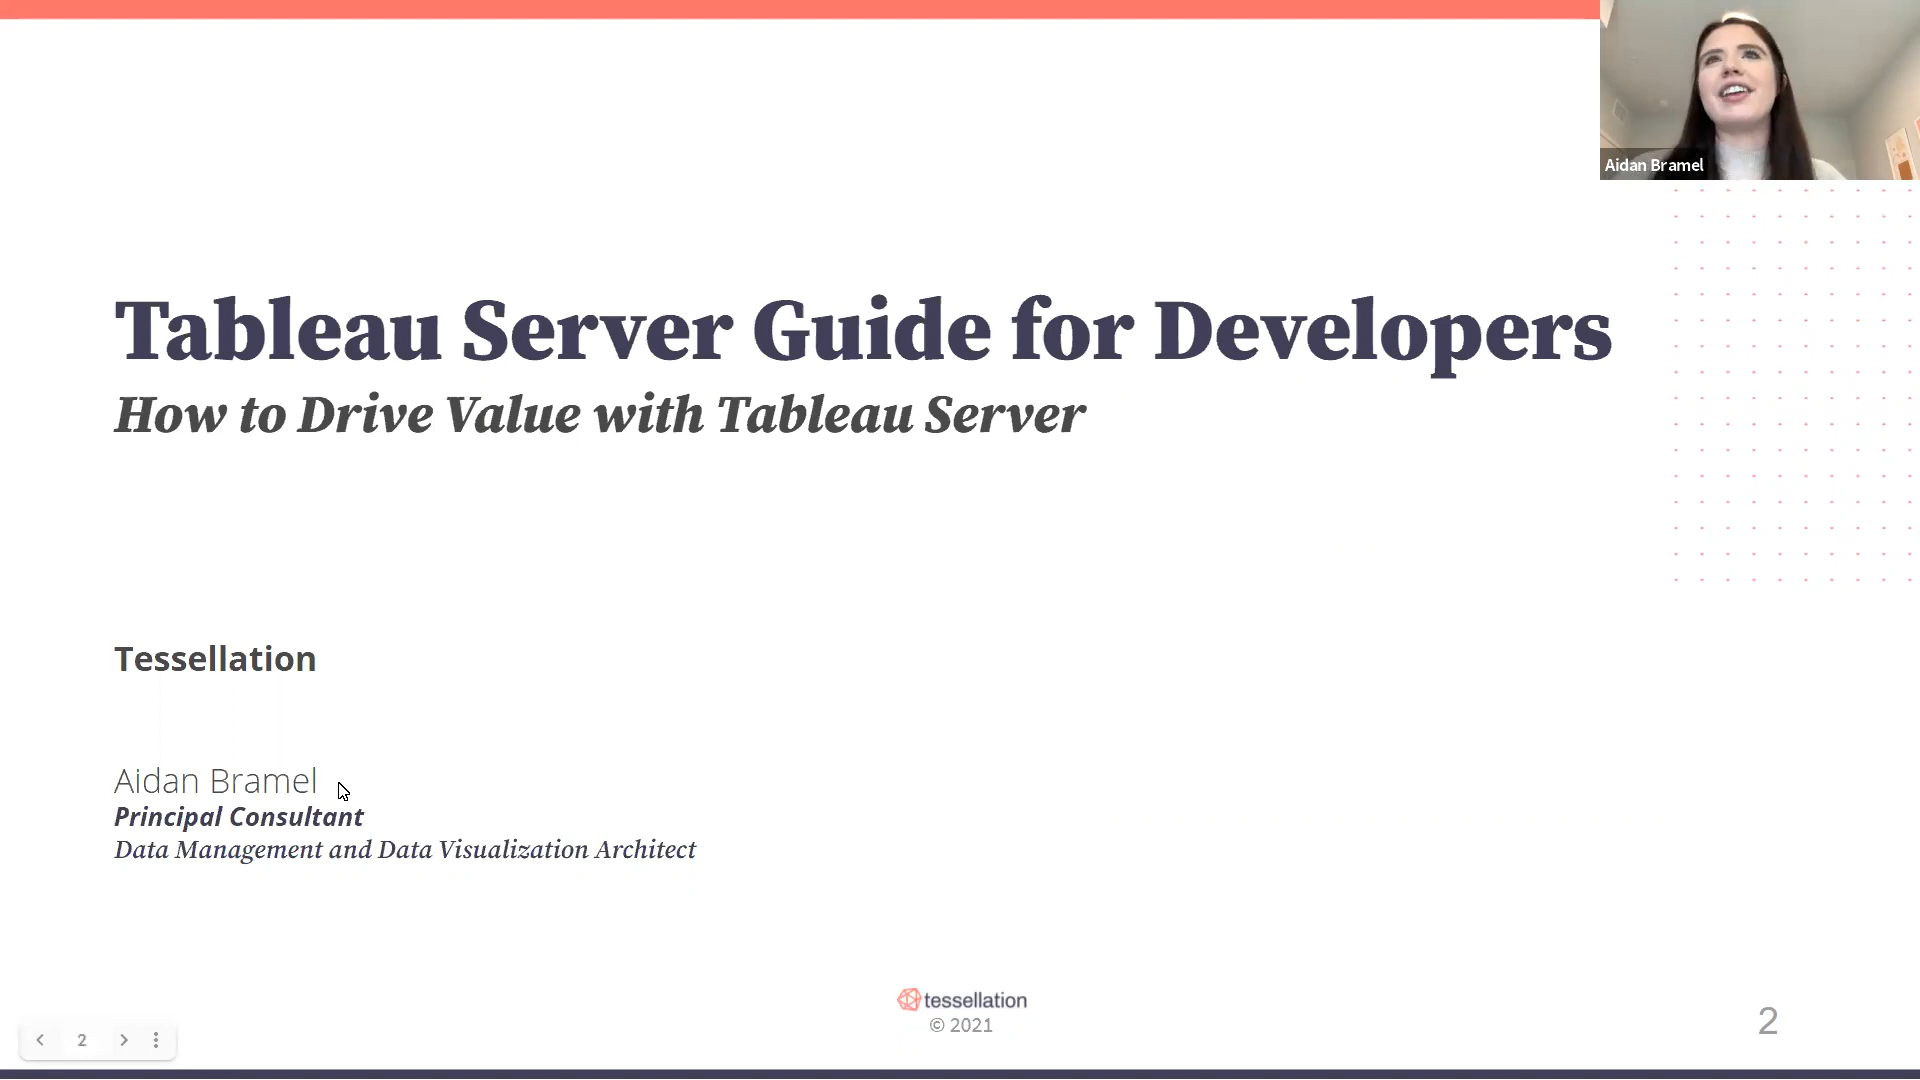 Aidan Bramel
Tableau Server Guide for Developers
How to Drive Value with Tableau Server
Tessellation
Aidan Bramel
Principal Consultant
Data Management and Data Visualization Architect
tessellation
© 2021
2
2